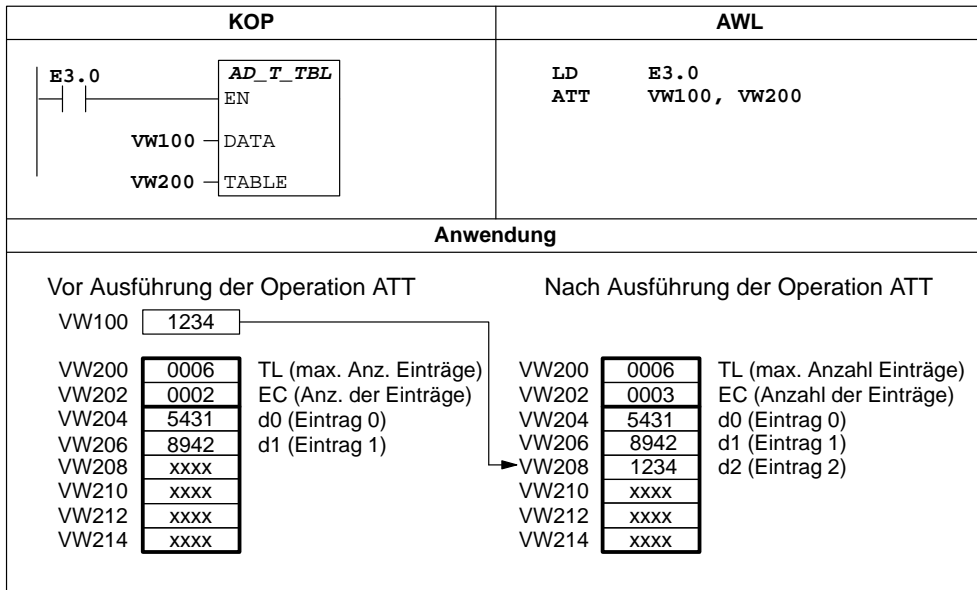 KOP AWL
E3.0 AD_T_TBL
EN
VW100 DATA
VW200 TABLE
LD E3.0
ATT VW100, VW200
Anwendung
Vor Ausführung der Operation ATT
VW100 1234
VW200 0006 TL (max. Anz. Einträge)
VW202 0002 EC (Anz. der Einträge)
VW204 5431 d0 (Eintrag 0)
VW206 8942 d1 (Eintrag 1)
VW208 xxxx
VW210 xxxx
VW212 xxxx
VW214 xxxx
Nach Ausführung der Operation ATT
VW200 0006 TL (max. Anzahl Einträge)
VW202 0003 EC (Anzahl der Einträge)
VW204 5431 d0 (Eintrag 0)
VW206 8942 d1 (Eintrag 1)
VW208 1234 d2 (Eintrag 2)
VW210 xxxx
VW212 xxxx
VW214 xxxx